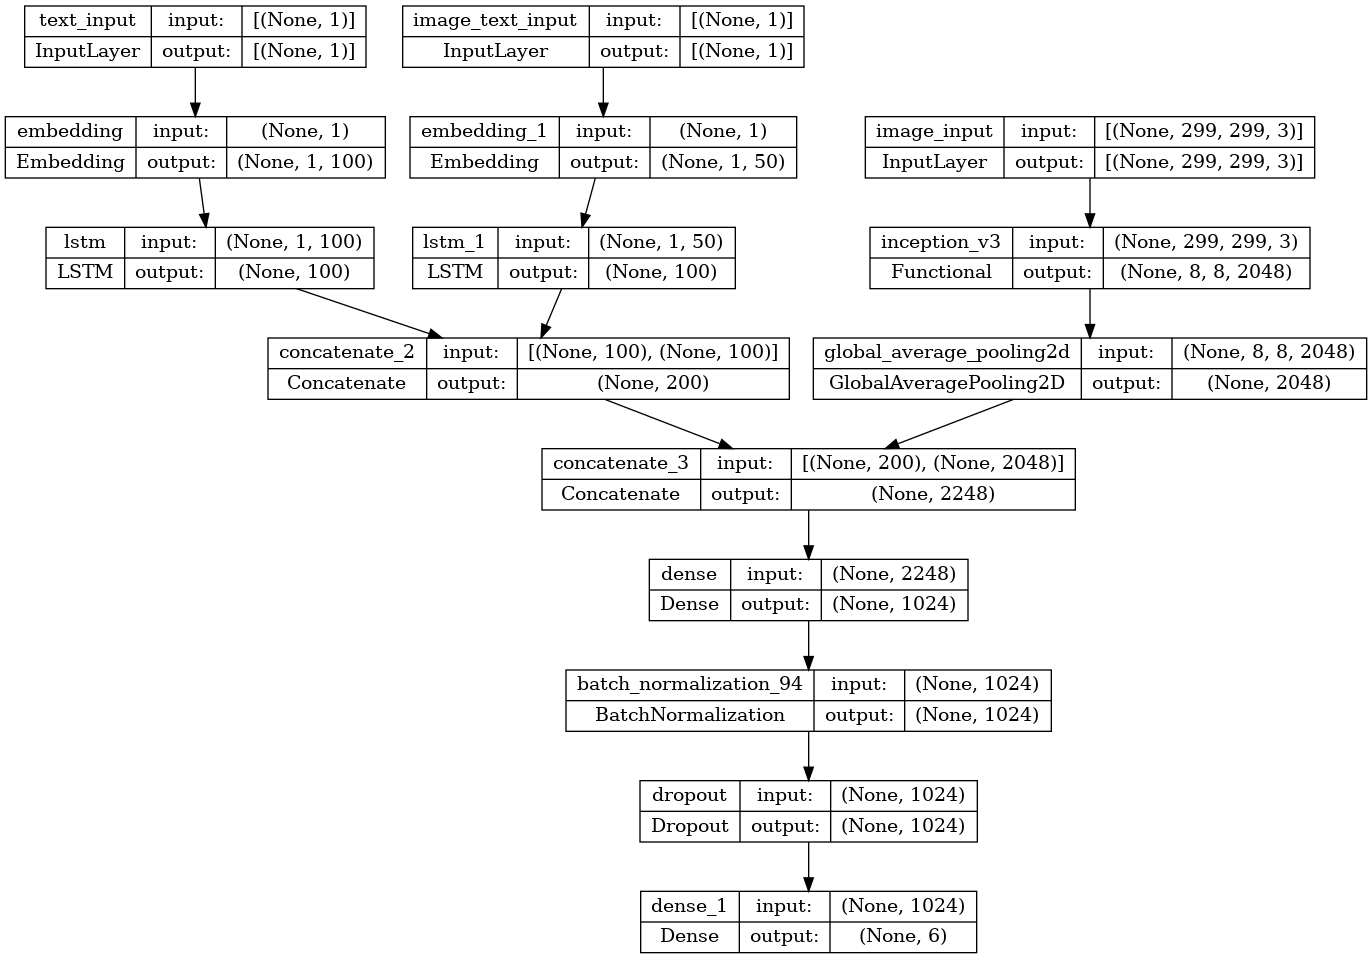 text_input input: [(None, 1)]
InputLayer output: [(None, 1)]
image_text_input input: [(None, 1)]
InputLayer output: [(None, 1)]
embedding input: (None, 1)
Embedding output: (None, 1, 100)
embedding_1 input: (None, 1)
Embedding output: (None, 1, 50)
image_input input: [(None, 299, 299, 3)]
InputLayer output: [(None, 299, 299, 3)]
lstm input: (None, 1, 100)
LSTM output: (None, 100)
lstm_1 input: (None, 1, 50)
LSTM output: (None, 100)
inception_v3 input: (None, 299, 299, 3)
Functional output: (None, 8, 8, 2048)
concatenate_2 input: [(None, 100), (None, 100)]
Concatenate output: (None, 200)
global_average_pooling2d input: (None, 8, 8, 2048)
GlobalAveragePooling2D output: (None, 2048)
concatenate_3 input: [(None, 200), (None, 2048)]
Concatenate output: (None, 2248)
dense input: (None, 2248)
Dense output: (None, 1024)
batch_normalization_94 input: (None, 1024)
BatchNormalization output: (None, 1024)
dropout input: (None, 1024)
Dropout output: (None, 1024)
dense_1 input: (None, 1024)
Dense output: (None, 6)